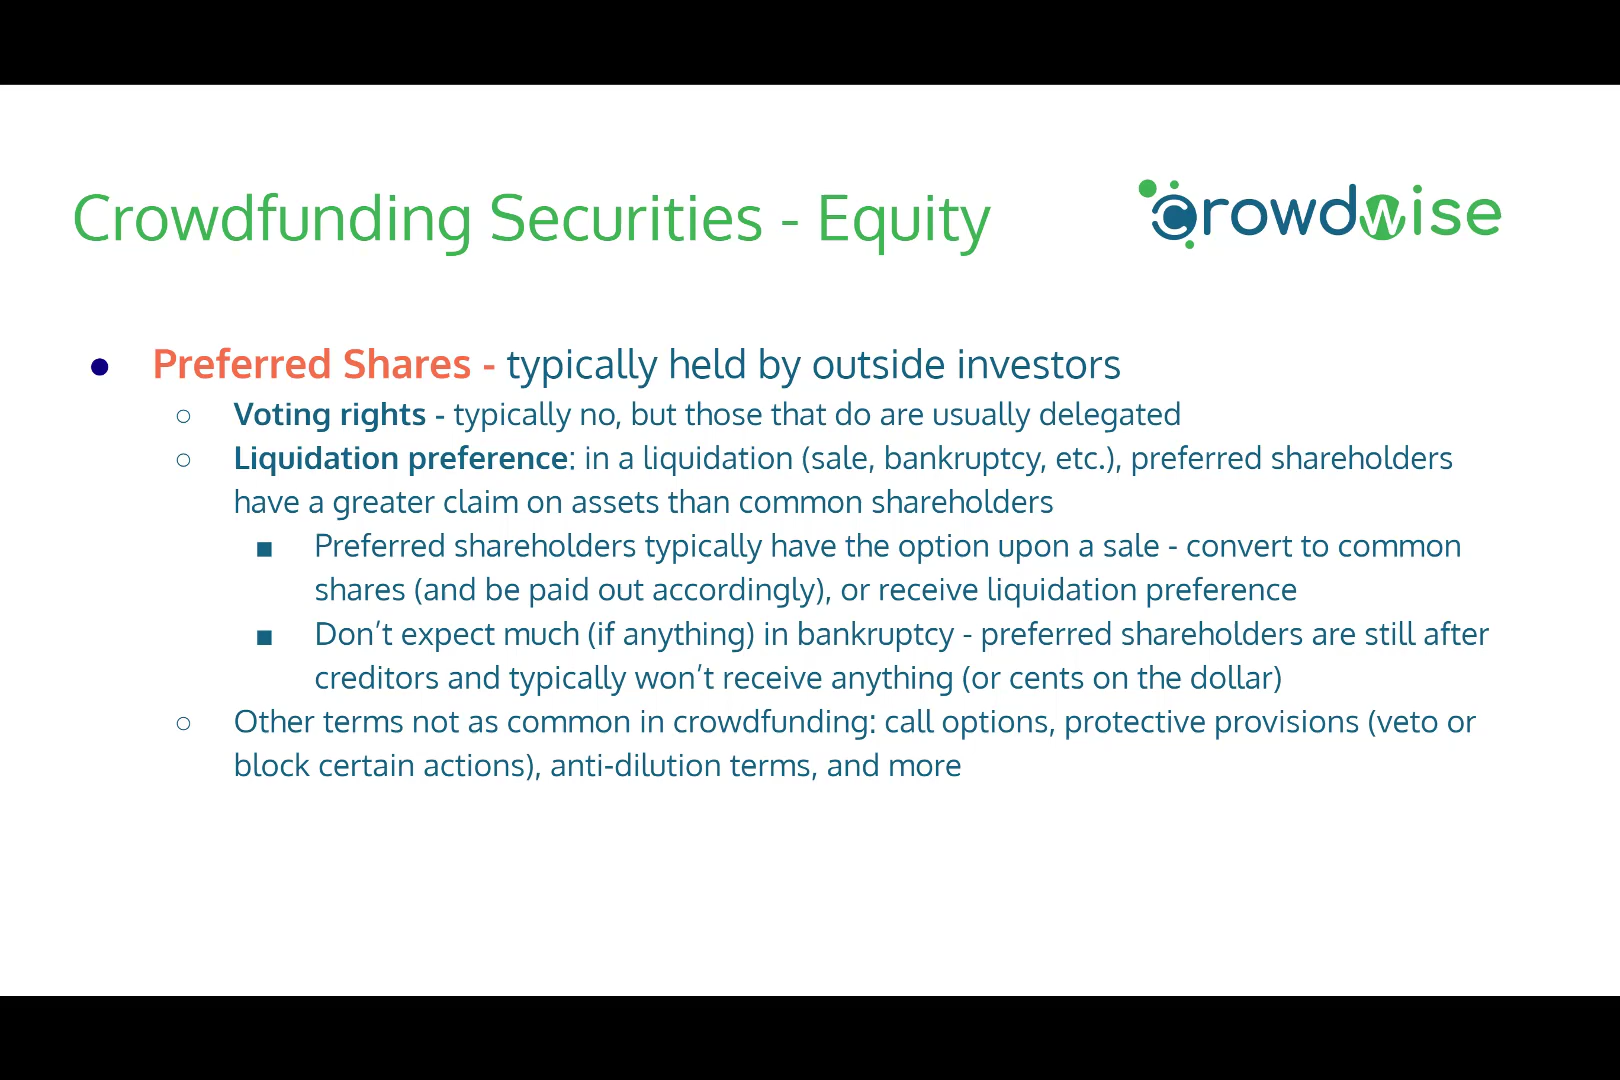 Crowdfunding Securities - Equity
crowdwise
● Preferred Shares - typically held by outside investors
○ Voting rights - typically no, but those that do are usually delegated
○ Liquidation preference: in a liquidation (sale, bankruptcy, etc.), preferred shareholders
have a greater claim on assets than common shareholders
■ Preferred shareholders typically have the option upon a sale - convert to common
shares (and be paid out accordingly), or receive liquidation preference
■ Don’t expect much (if anything) in bankruptcy - preferred shareholders are still after
creditors and typically won’t receive anything (or cents on the dollar)
○ Other terms not as common in crowdfunding: call options, protective provisions (veto or
block certain actions), anti-dilution terms, and more